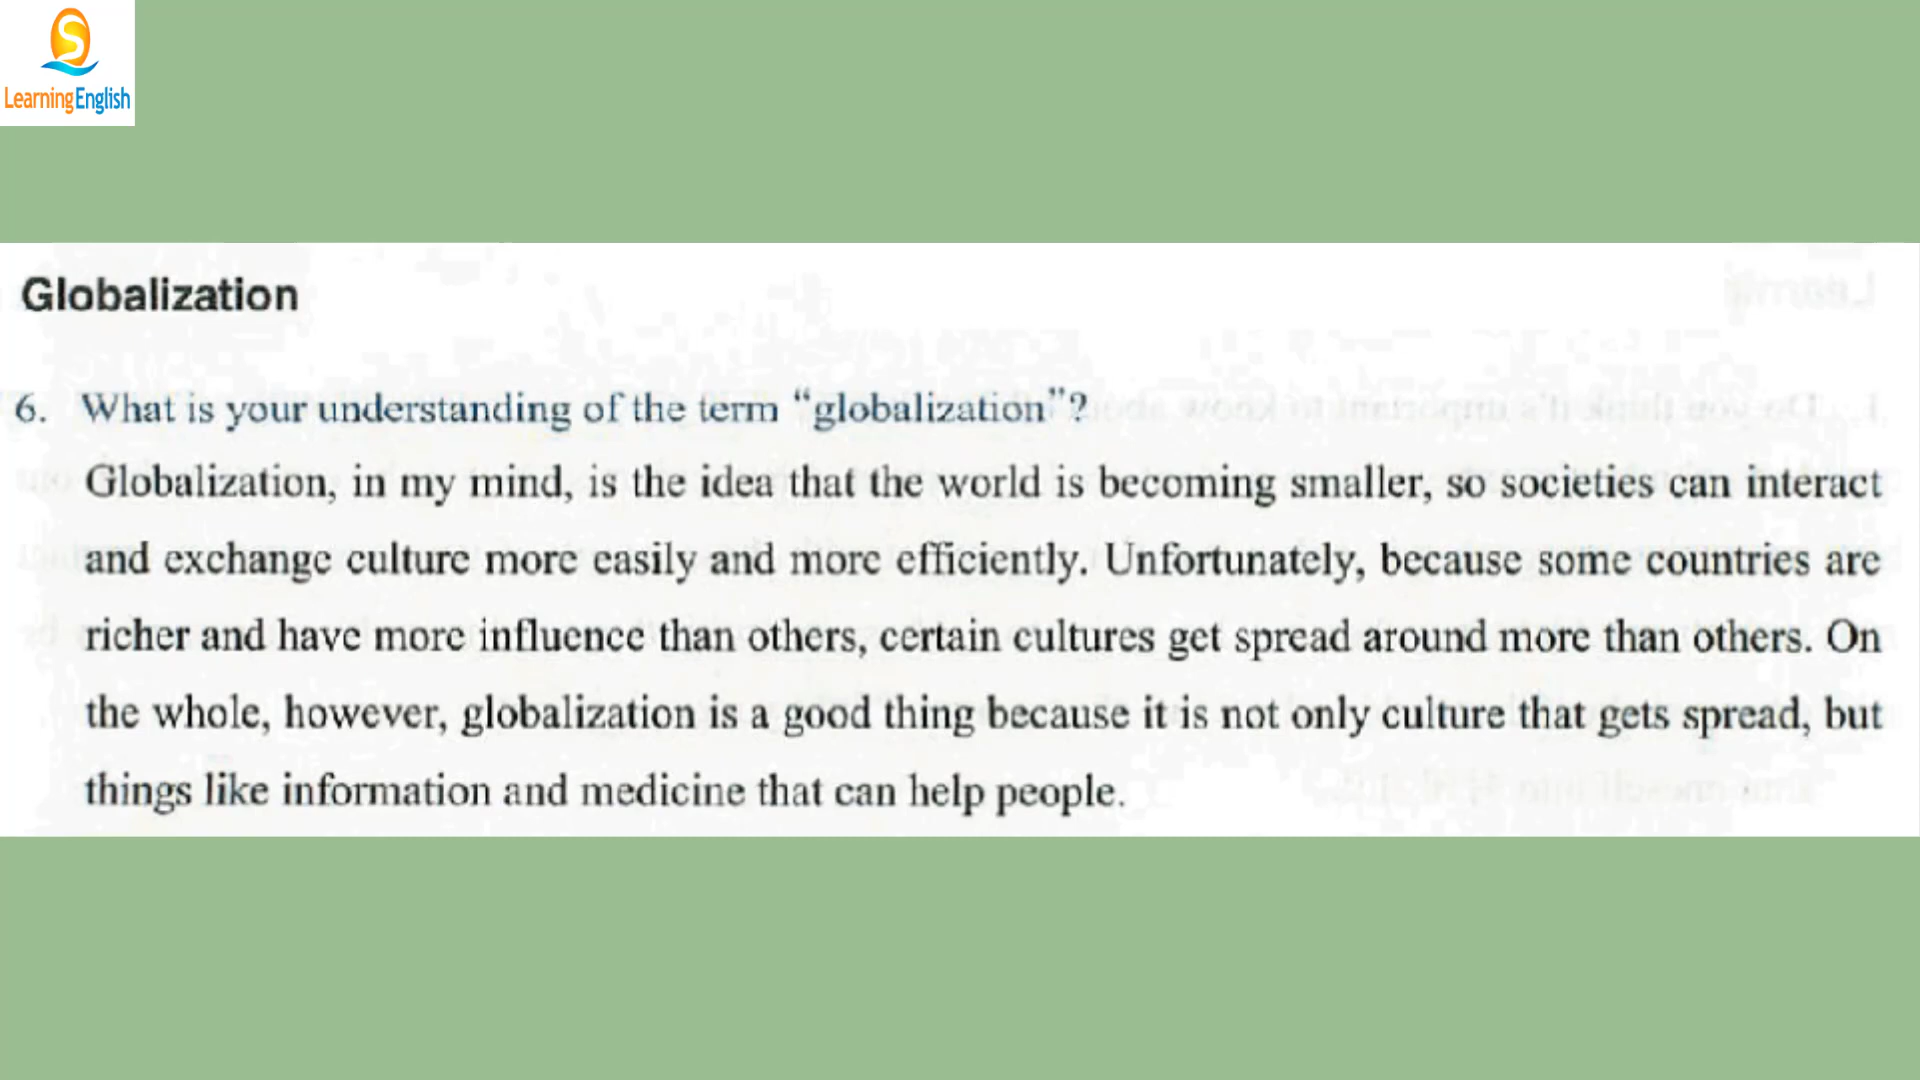 LearningEnglish
Globalization
6. What is your understanding of the term “globalization”?
Globalization, in my mind, is the idea that the world is becoming smaller, so societies can interact
and exchange culture more easily and more efficiently. Unfortunately, because some countries are
richer and have more influence than others, certain cultures get spread around more than others. On
the whole, however, globalization is a good thing because it is not only culture that gets spread, but
things like information and medicine that can help people.